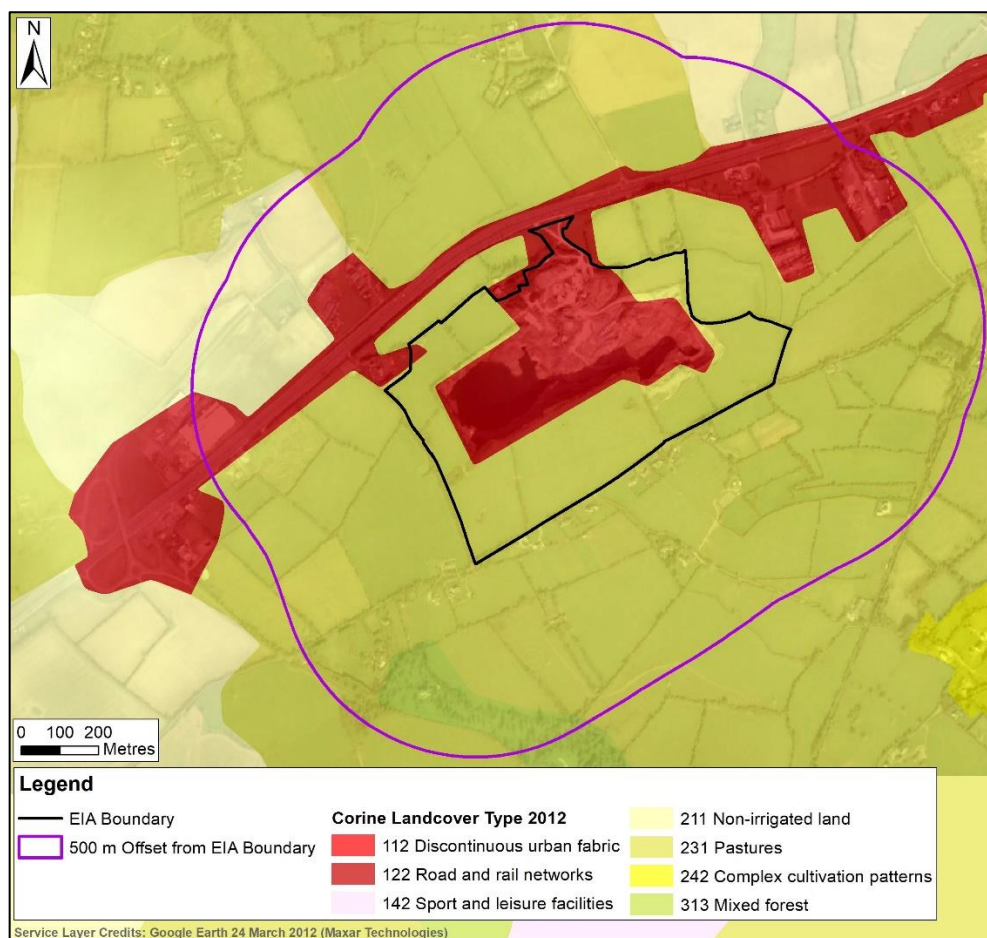 N
0 100 200
Metres
Legend
EIA Boundary
500 m Offset from EIA Boundary
Corine Landcover Type 2012
112 Discontinuous urban fabric
122 Road and rail networks
142 Sport and leisure facilities
211 Non-irrigated land
231 Pastures
242 Complex cultivation patterns
313 Mixed forest
Service Layer Credits: Google Earth 24 March 2012 (Maxar Technologies)